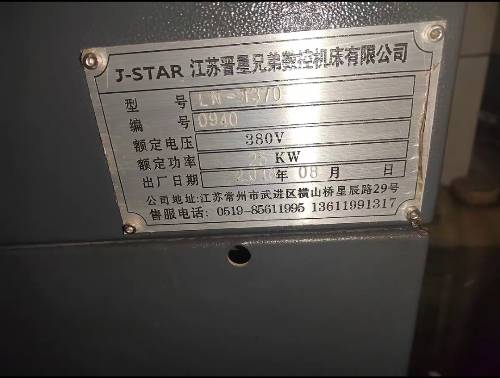 J-STAR 江苏晋星兄弟数控机床有限公司
型 号
编 号 0940
额定电压 380V
额定功率 KW
出厂日期 年 08 月 日
公司地址:江苏常州市武进区横山桥星辰路29号
售服电话: 0519-85611995 13611991317